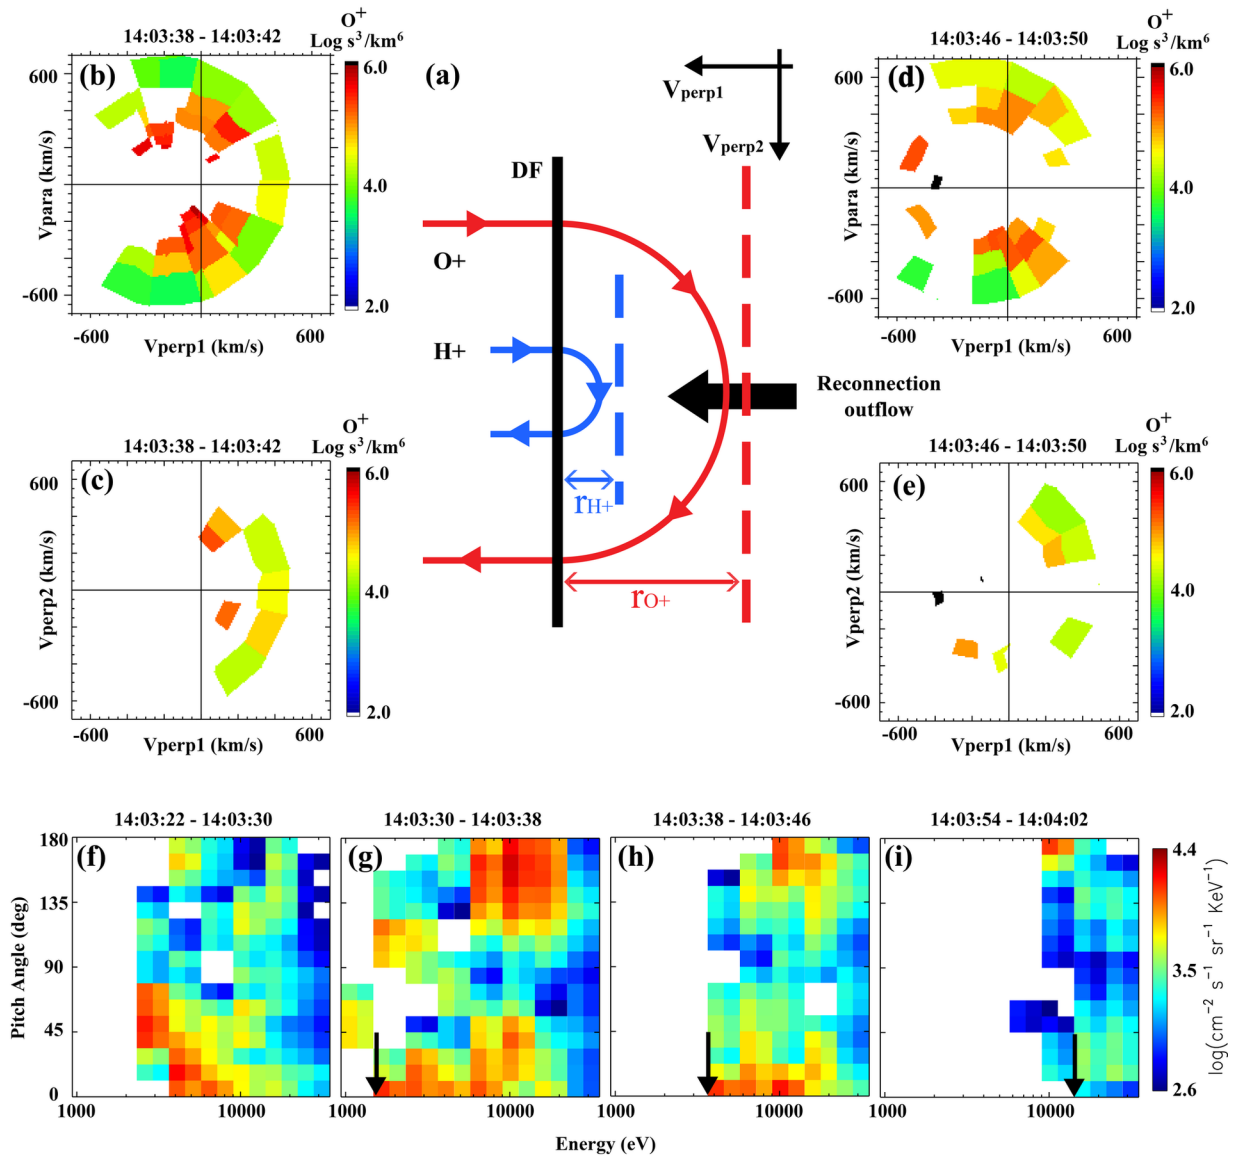 O+
14:03:38 - 14:03:42
Log s3/km6
(b)
600
-600
Vpara (km/s)
-600
600
Vperp1 (km/s)
6.0
4.0
2.0
(a)
Vperp1
Vperp2
DF
O+
H+
rH+
rO+
Reconnection
outflow
O+
14:03:46 - 14:03:50
Log s3/km6
(d)
600
-600
Vpara (km/s)
-600
600
Vperp1 (km/s)
6.0
4.0
2.0
O+
14:03:38 - 14:03:42
Log s3/km6
(c)
600
-600
Vperp2 (km/s)
-600
600
Vperp1 (km/s)
6.0
4.0
2.0
O+
14:03:46 - 14:03:50
Log s3/km6
(e)
600
-600
Vperp2 (km/s)
-600
600
Vperp1 (km/s)
6.0
4.0
2.0
14:03:22 - 14:03:30
14:03:30 - 14:03:38
14:03:38 - 14:03:46
14:03:54 - 14:04:02
(f)
(g)
(h)
(i)
180
135
90
45
0
Pitch Angle (deg)
1000
10000
1000
10000
1000
10000
1000
10000
Energy (eV)
4.4
3.5
2.6
log(cm-2 s-1 sr-1 KeV-1)